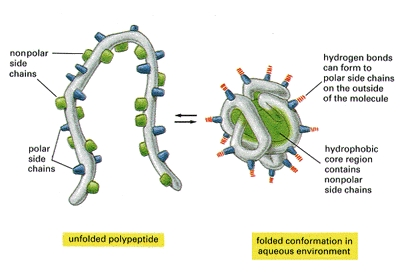 nonpolar
side
chains
polar
side
chains
unfolded polypeptide
hydrogen bonds
can form to
polar side chains
on the outside
of the molecule
hydrophobic
core region
contains
nonpolar
side chains
folded conformation in
aqueous environment